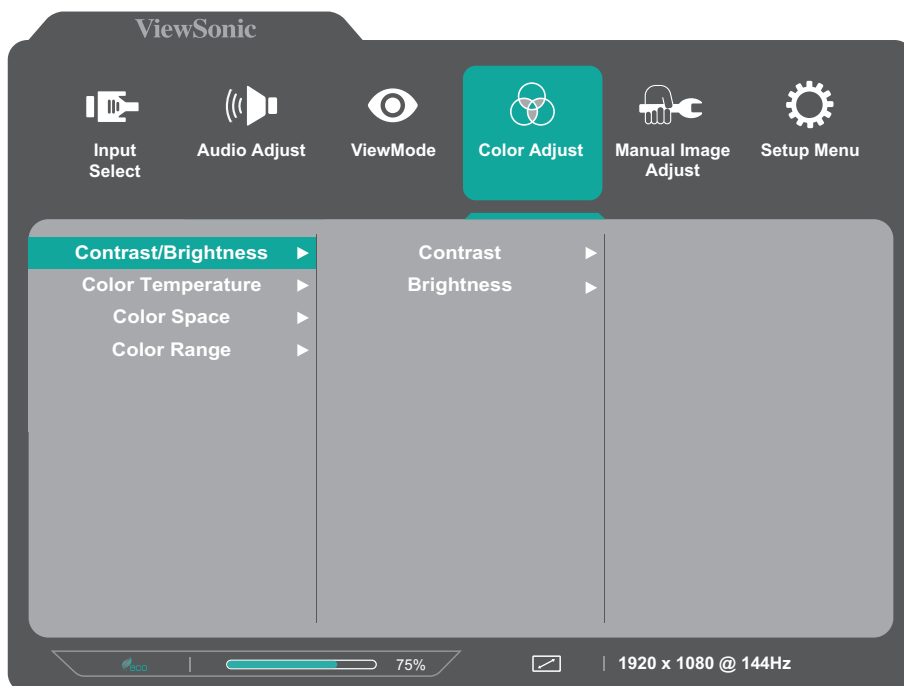 ViewSonic
Input
Select
Audio Adjust
ViewMode
Color Adjust
Manual Image
Adjust
Setup Menu
Contrast/Brightness
Color Temperature
Color Space
Color Range
Contrast
Brightness
eco
75%
1920 x 1080 @ 144Hz